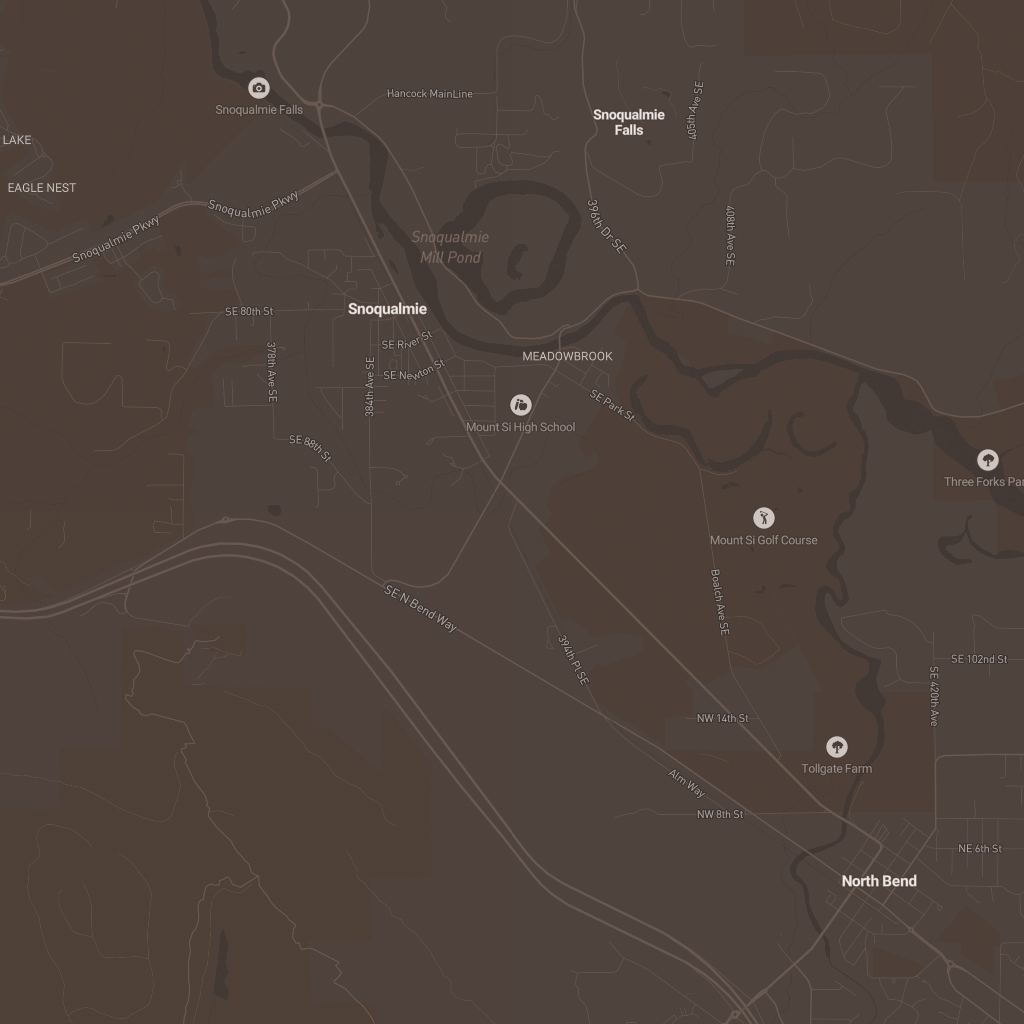 Snoqualmie Falls
Hancock MainLine
Snoqualmie
Falls
405th Ave SE
LAKE
EAGLE NEST
Snoqualmie Pkwy
Snoqualmie Pkwy
396th Dr SE
408th Ave SE
Snoqualmie
Mill Pond
SE 80th St
Snoqualmie
SE River St
378th Ave SE
384th Ave SE
SE Newton St
MEADOWBROOK
SE Park St
Mount Si High School
SE 88th St
Three Forks Par
Mount Si Golf Course
SE N Bend Way
Boalch Ave SE
394th Pl SE
SE 102nd St
SE 420th Ave
NW 14th St
Tollgate Farm
Alm Way
NW 8th St
NE 6th St
North Bend